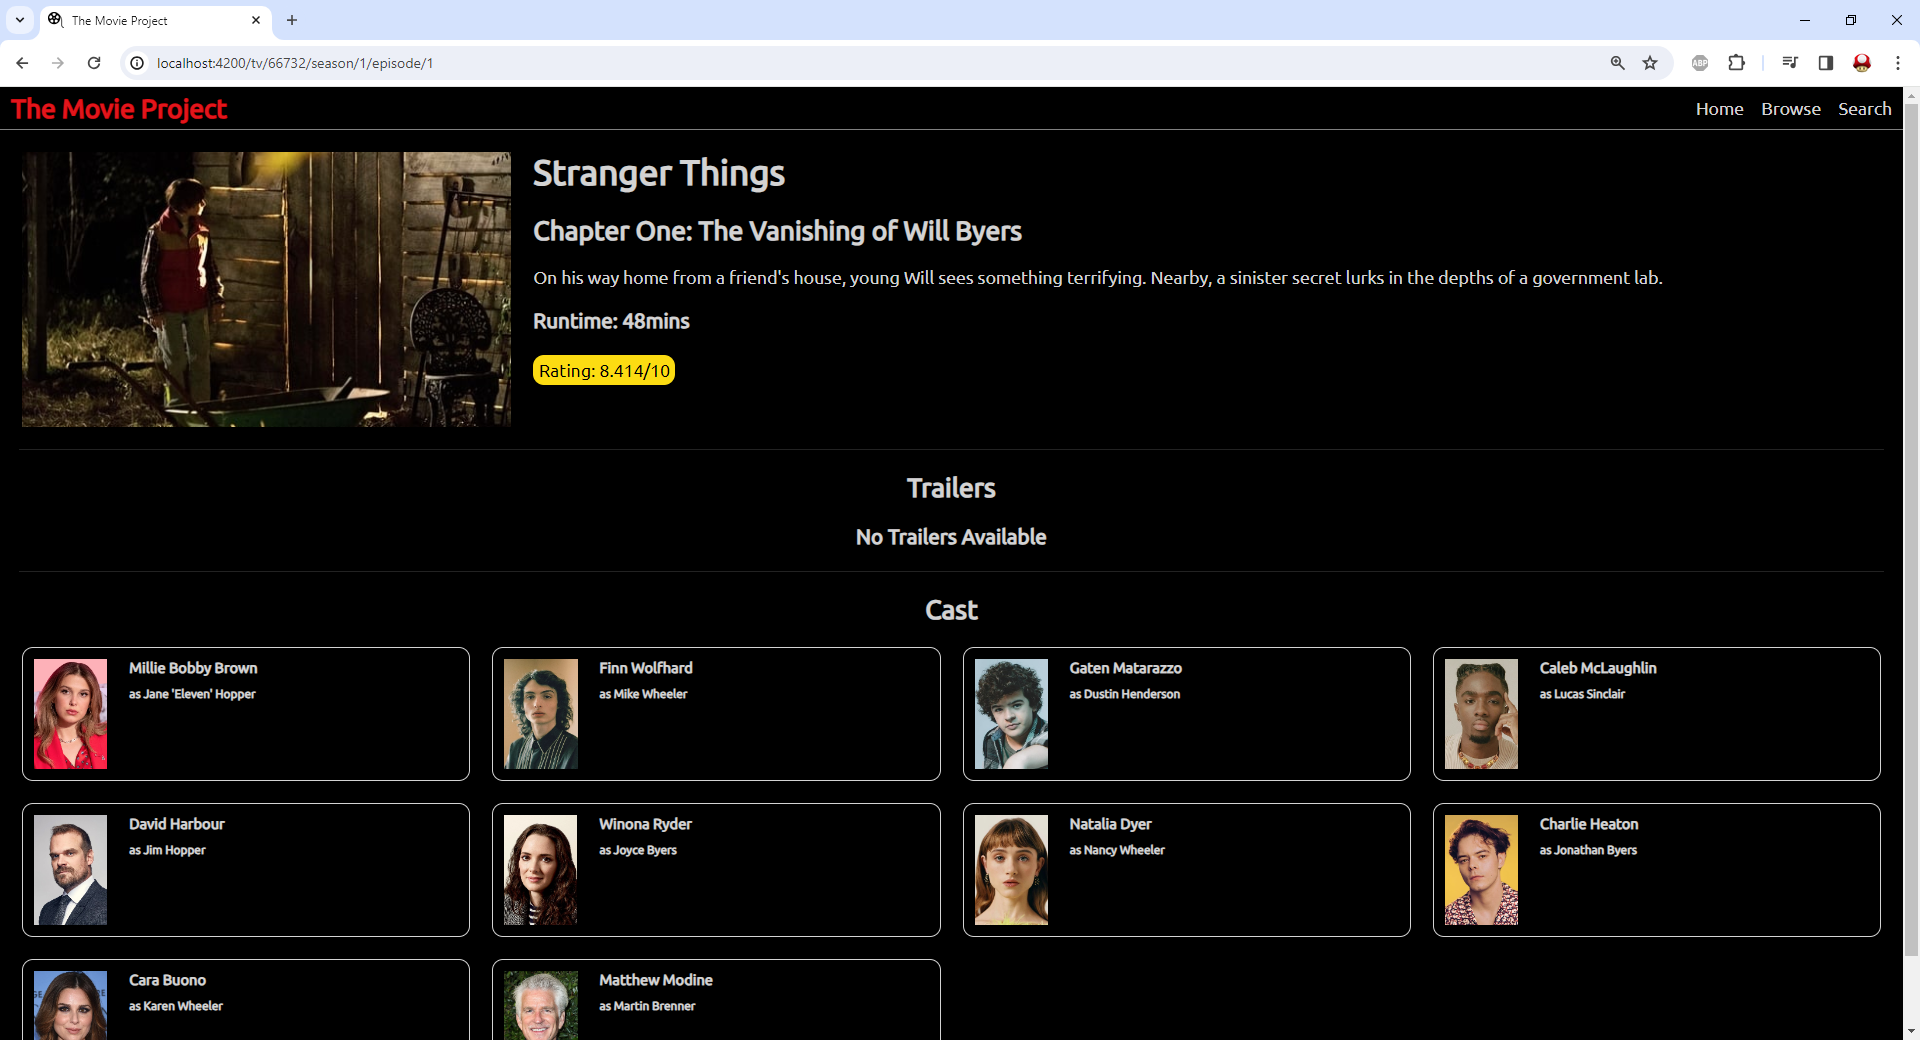 The Movie Project
localhost:4200/tv/66732/season/1/episode/1
ABP
The Movie Project
Home Browse Search
Stranger Things
Chapter One: The Vanishing of Will Byers
On his way home from a friend's house, young Will sees something terrifying. Nearby, a sinister secret lurks in the depths of a government lab.
Runtime: 48mins
Rating: 8.414/10
Trailers
No Trailers Available
Cast
Millie Bobby Brown
as Jane 'Eleven' Hopper
Finn Wolfhard
as Mike Wheeler
Gaten Matarazzo
as Dustin Henderson
Caleb McLaughlin
as Lucas Sinclair
David Harbour
as Jim Hopper
Winona Ryder
as Joyce Byers
Natalia Dyer
as Nancy Wheeler
Charlie Heaton
as Jonathan Byers
Cara Buono
as Karen Wheeler
Matthew Modine
as Martin Brenner